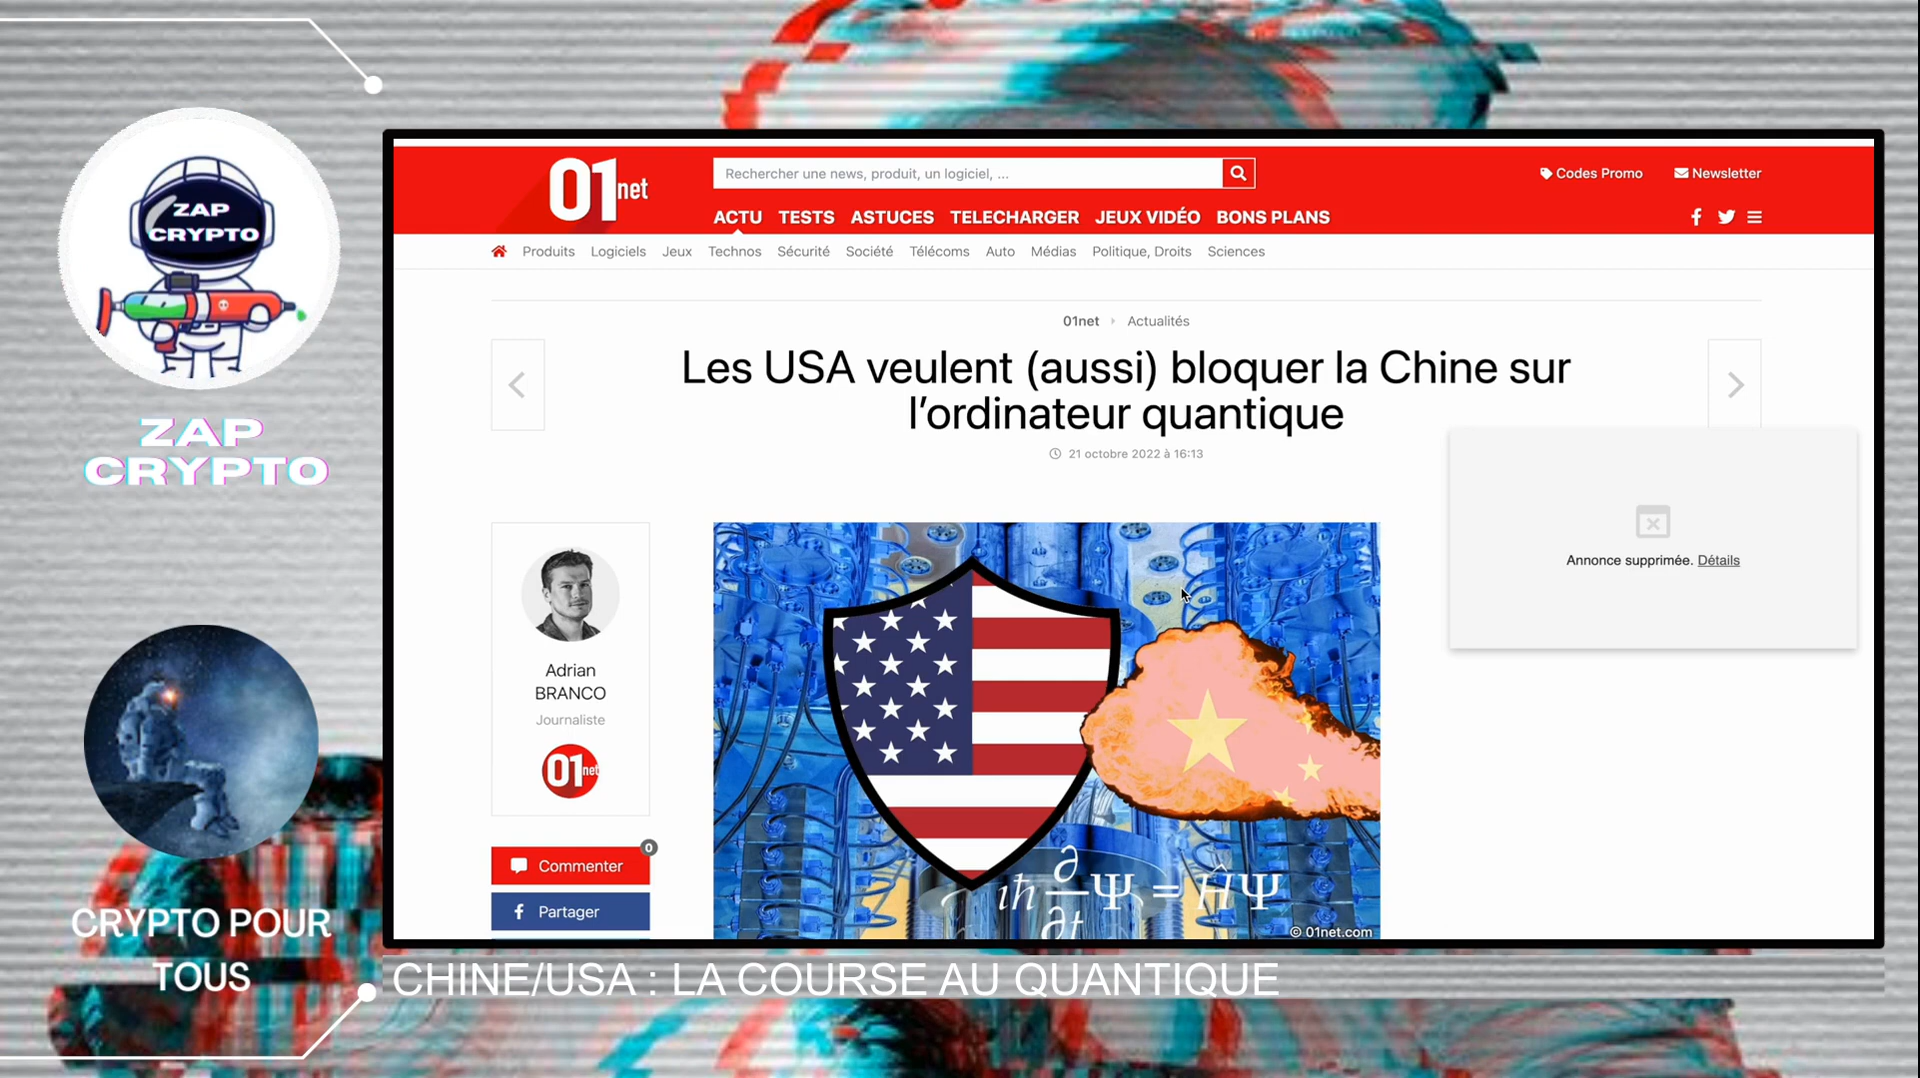 ZAP
CRYPTO
ZAP
CRYPTO
CRYPTO POUR
TOUS
01net
Rechercher une news, produit, un logiciel, ...
Codes Promo
Newsletter
ACTU TESTS ASTUCES TELECHARGER JEUX VIDÉO BONS PLANS
Produits Logiciels Jeux Technos Sécurité Société Télécoms Auto Médias Politique, Droits Sciences
01net Actualités
Les USA veulent (aussi) bloquer la Chine sur
l’ordinateur quantique
21 octobre 2022 à 16:13
Annonce supprimée. Détails
Adrian
BRANCO
Journaliste
01net
0
Commenter
Partager
iħ ∂/∂t Ψ = ĤΨ
© 01net.com
CHINE/USA : LA COURSE AU QUANTIQUE